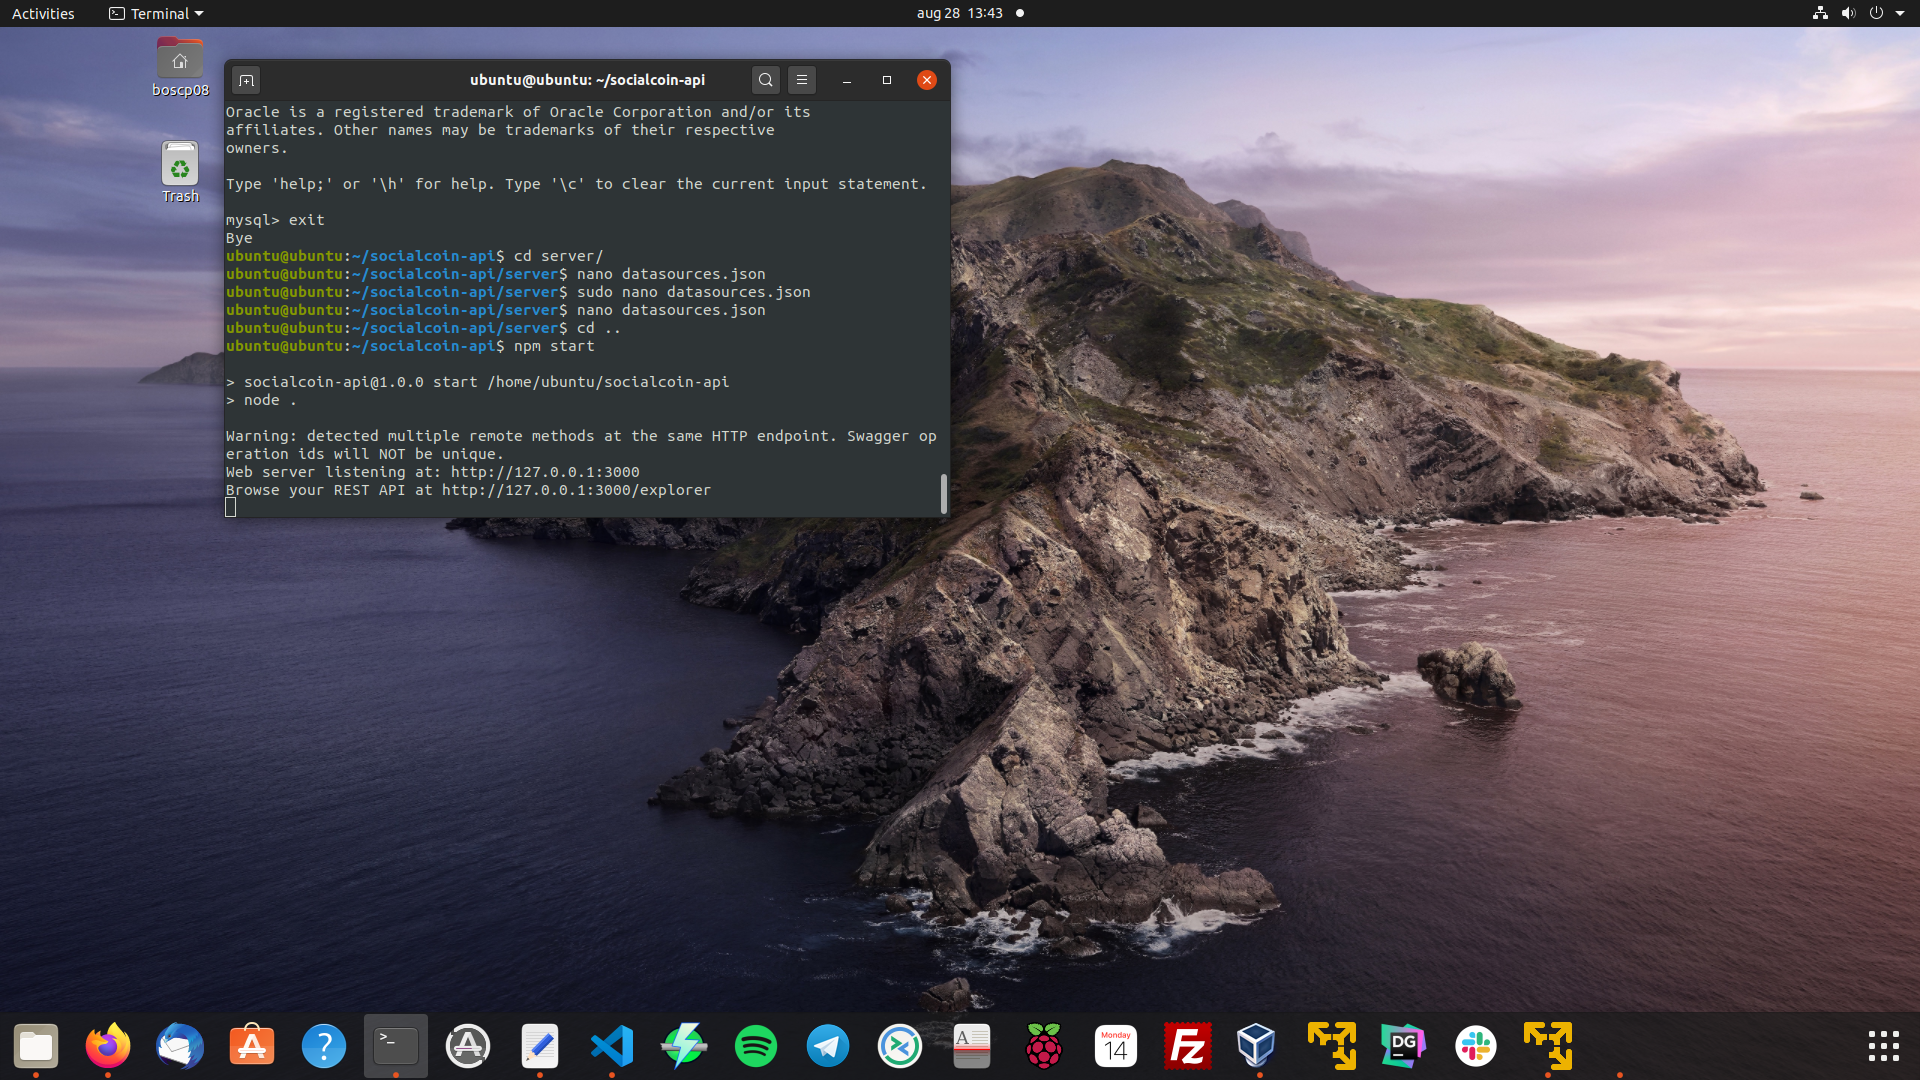 Activities
Terminal
aug 28 13:43
boscp08
Trash
ubuntu@ubuntu: ~/socialcoin-api
Oracle is a registered trademark of Oracle Corporation and/or its
affiliates. Other names may be trademarks of their respective
owners.
Type 'help;' or '\h' for help. Type '\c' to clear the current input statement.
mysql> exit
Bye
ubuntu@ubuntu:~/socialcoin-api$ cd server/
ubuntu@ubuntu:~/socialcoin-api/server$ nano datasources.json
ubuntu@ubuntu:~/socialcoin-api/server$ sudo nano datasources.json
ubuntu@ubuntu:~/socialcoin-api/server$ nano datasources.json
ubuntu@ubuntu:~/socialcoin-api/server$ cd ..
ubuntu@ubuntu:~/socialcoin-api$ npm start
> socialcoin-api@1.0.0 start /home/ubuntu/socialcoin-api
> node .
Warning: detected multiple remote methods at the same HTTP endpoint. Swagger op
eration ids will NOT be unique.
Web server listening at: http://127.0.0.1:3000
Browse your REST API at http://127.0.0.1:3000/explorer
?
>_
A
A
Monday
14
Fz
DG